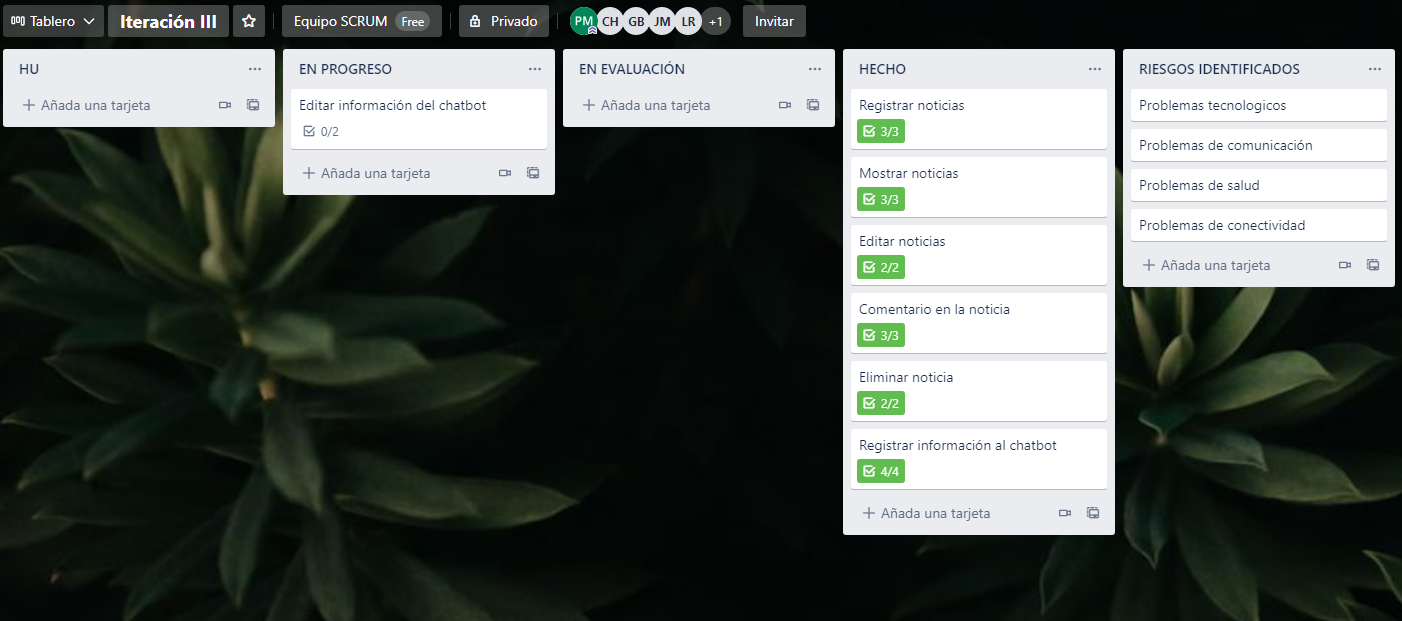 Tablero
Iteración III
Equipo SCRUM Free
Privado
PM CH GB JM LR +1
Invitar
HU
Añada una tarjeta
EN PROGRESO
Editar información del chatbot
0/2
Añada una tarjeta
EN EVALUACIÓN
Añada una tarjeta
HECHO
Registrar noticias
3/3
Mostrar noticias
3/3
Editar noticias
2/2
Comentario en la noticia
3/3
Eliminar noticia
2/2
Registrar información al chatbot
4/4
Añada una tarjeta
RIESGOS IDENTIFICADOS
Problemas tecnologicos
Problemas de comunicación
Problemas de salud
Problemas de conectividad
Añada una tarjeta